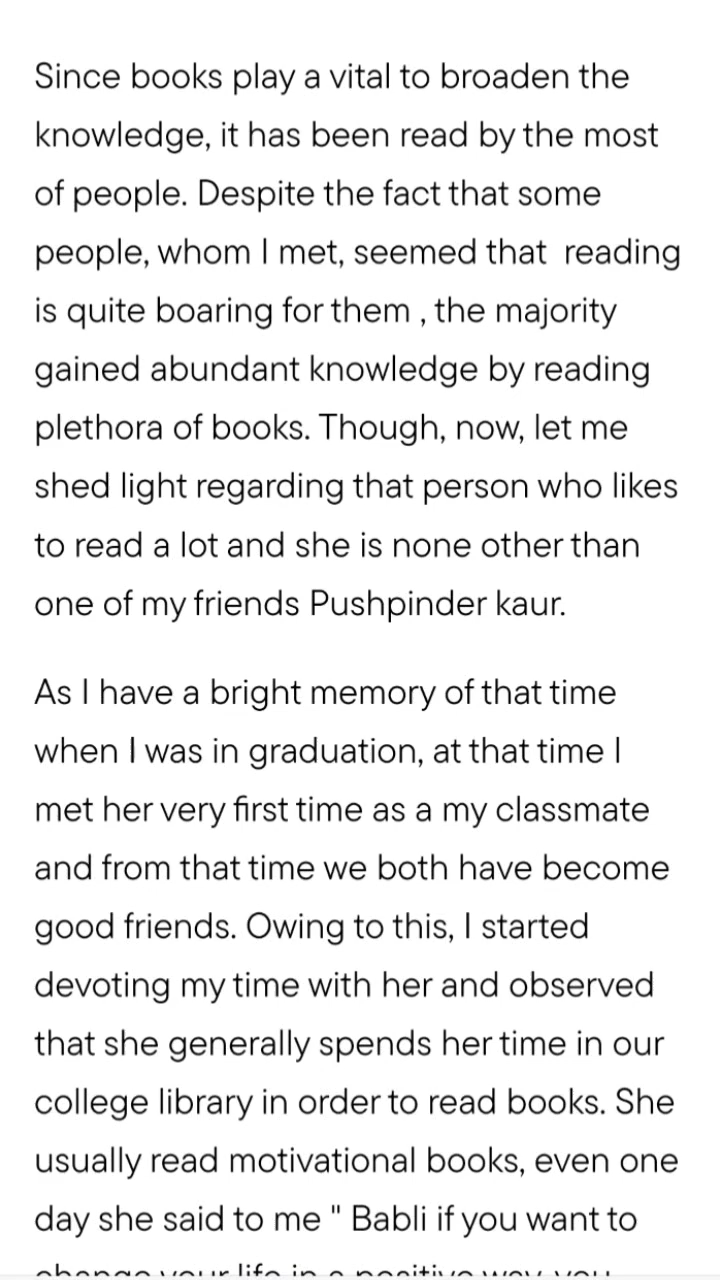 Since books play a vital to broaden the
knowledge, it has been read by the most
of people. Despite the fact that some
people, whom I met, seemed that  reading
is quite boaring for them , the majority
gained abundant knowledge by reading
plethora of books. Though, now, let me
shed light regarding that person who likes
to read a lot and she is none other than
one of my friends Pushpinder kaur.
As I have a bright memory of that time
when I was in graduation, at that time I
met her very first time as a my classmate
and from that time we both have become
good friends. Owing to this, I started
devoting my time with her and observed
that she generally spends her time in our
college library in order to read books. She
usually read motivational books, even one
day she said to me " Babli if you want to
change your life in a positive way you